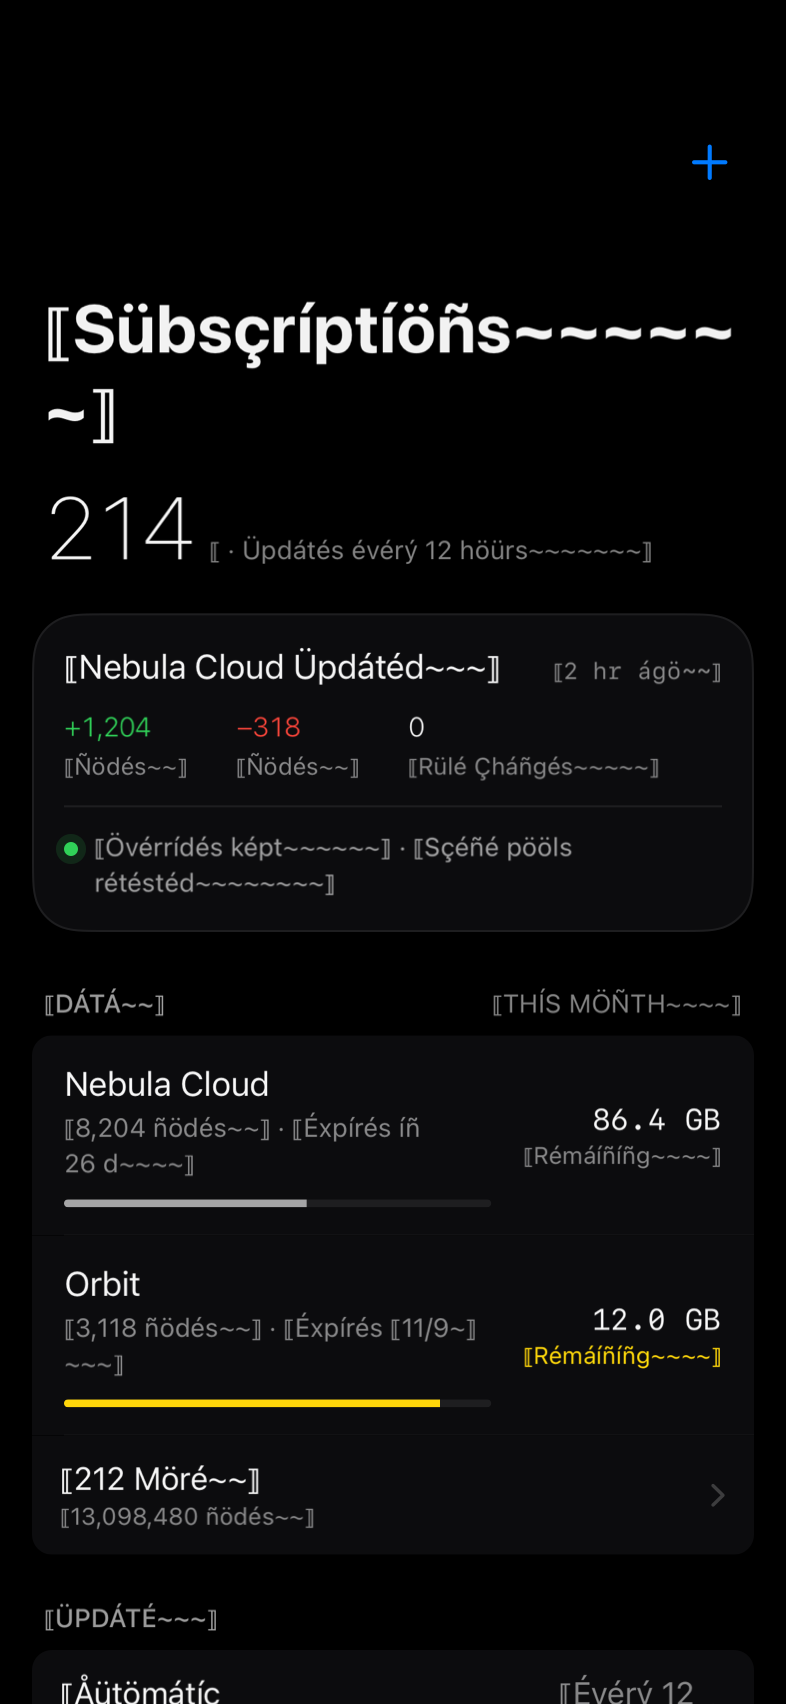 ⟦Sübsçríptíöñs~~~~~
~⟧
214 ⟦ · Üpdátés évérý 12 höürs~~~~~~~⟧
⟦Nebula Cloud Üpdátéd~~~⟧ ⟦2 hr ágö~~⟧
+1,204 −318 0
⟦Ñödés~~⟧ ⟦Ñödés~~⟧ ⟦Rülé Çháñgés~~~~~⟧
⟦Övérrídés képt~~~~~~⟧ · ⟦Sçéñé pööls
rétéstéd~~~~~~~~⟧
⟦DÁTÁ~~⟧ ⟦THÍS MÖÑTH~~~~⟧
Nebula Cloud
86.4 GB
⟦8,204 ñödés~~⟧ · ⟦Éxpírés íñ
26 d~~~~⟧
⟦Rémáíñíñg~~~~⟧
Orbit
12.0 GB
⟦3,118 ñödés~~⟧ · ⟦Éxpírés ⟦11/9~⟧
~~~⟧
⟦Rémáíñíñg~~~~⟧
⟦212 Möré~~⟧
⟦13,098,480 ñödés~~⟧
⟦ÜPDÁTÉ~~~⟧
⟦Åütömátíç ⟦Évérý 12